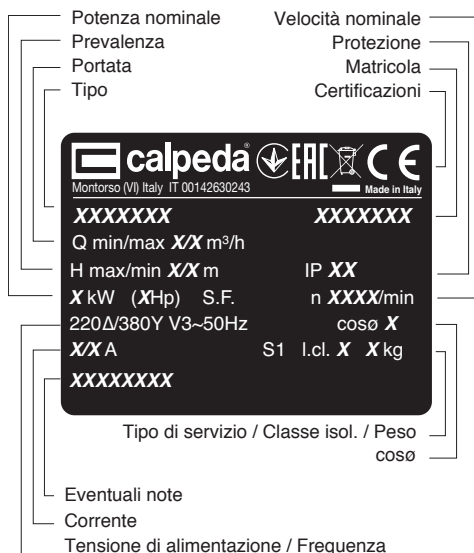 Potenza nominale
Prevalenza
Portata
Tipo
Velocità nominale
Protezione
Matricola
Certificazioni
calpeda®
EAC CE
Montorso (VI) Italy IT 00142630243
Made in Italy
XXXXXXX XXXXXXX
Q min/max X/X m³/h
H max/min X/X m IP XX
X kW (XHp) S.F. n XXXX/min
220Δ/380Y V3~50Hz cosø X
X/X A S1 I.cl. X X kg
XXXXXXXX
Tipo di servizio / Classe isol. / Peso
cosø
Eventuali note
Corrente
Tensione di alimentazione / Frequenza